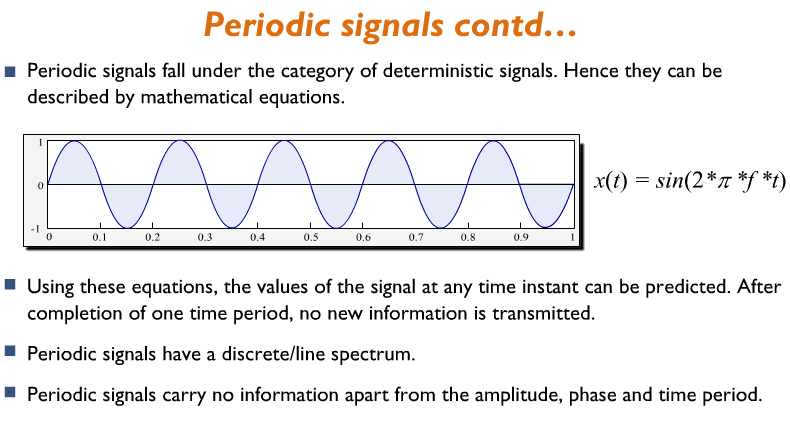 Periodic signals contd…
Periodic signals fall under the category of deterministic signals. Hence they can be
described by mathematical equations.
1
0
-1
0 0.1 0.2 0.3 0.4 0.5 0.6 0.7 0.8 0.9 1
x(t) = sin(2*π *f *t)
Using these equations, the values of the signal at any time instant can be predicted. After
completion of one time period, no new information is transmitted.
Periodic signals have a discrete/line spectrum.
Periodic signals carry no information apart from the amplitude, phase and time period.